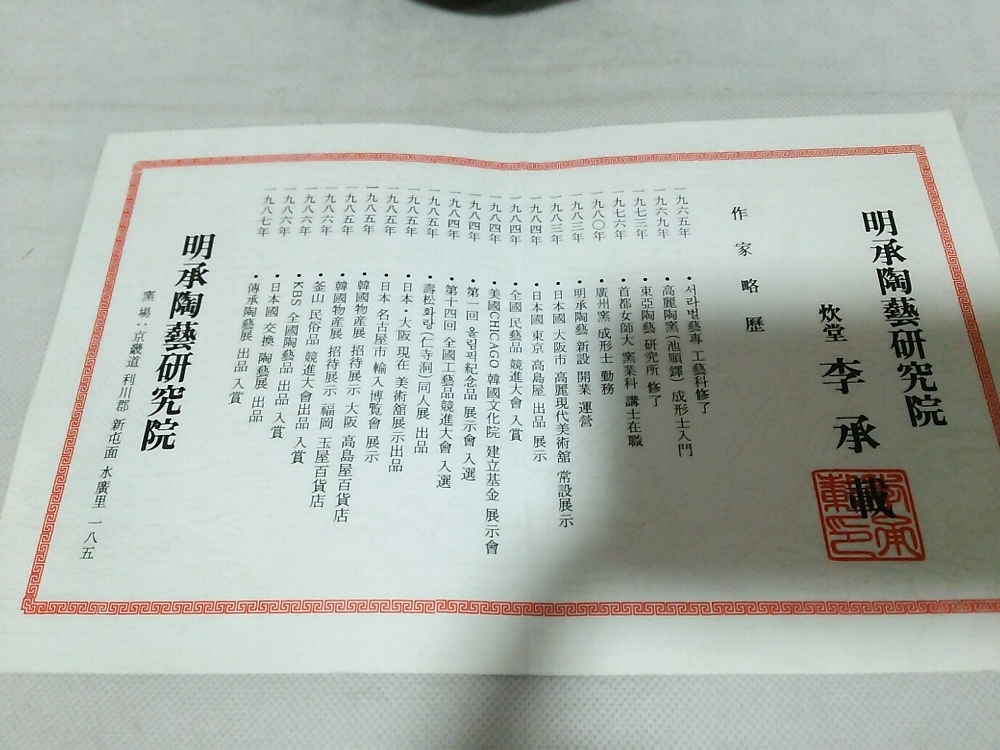 明承陶藝研究院
炊堂 李承載
作家略歷
一九六五年 • 서라벌藝專 工藝科修了
一九六九年 • 高麗陶窯(池順鐸) 成形士入門
一九七三年 • 東亞陶藝 研究所 修了
一九七六年 • 首都女師大 窯業科 講士在職
一九八〇年 • 廣州窯 成形士 勤務
一九八三年 • 明承陶藝 新設 開業 運營
一九八三年 • 日本國 大阪市 高麗現代美術舘 常設展示
一九八四年 • 日本國 東京 高島屋 出品 展示
一九八四年 • 全國 民藝品 競進大會 入賞
一九八四年 • 美國CHICAGO 韓國文化院 建立基金 展示會
一九八四年 • 第一回 올림픽紀念品 展示會 入選
一九八四年 • 第十四回 全國工藝品競進大會 入選
一九八五年 • 壽松화랑(仁寺洞)同人展 出品
一九八五年 • 日本・大阪 現在 美術舘展示出品
一九八五年 • 日本 名古屋市 輸入博覧會 展示
一九八五年 • 韓國物産展 招待展示 大阪 高島屋百貨店
一九八五年 • 韓國物産展 招待展示 福岡 玉屋百貨店
一九八六年 • 釜山 民俗品 競進大會出品 入賞
一九八六年 • KBS 全國陶藝品 出品 入賞
一九八六年 • 日本國 交換 陶藝展 出品
一九八七年 • 傳承陶藝展 出品 入賞
明承陶藝研究院
窯場:京畿道 利川郡 新屯面 水廣里 一八五